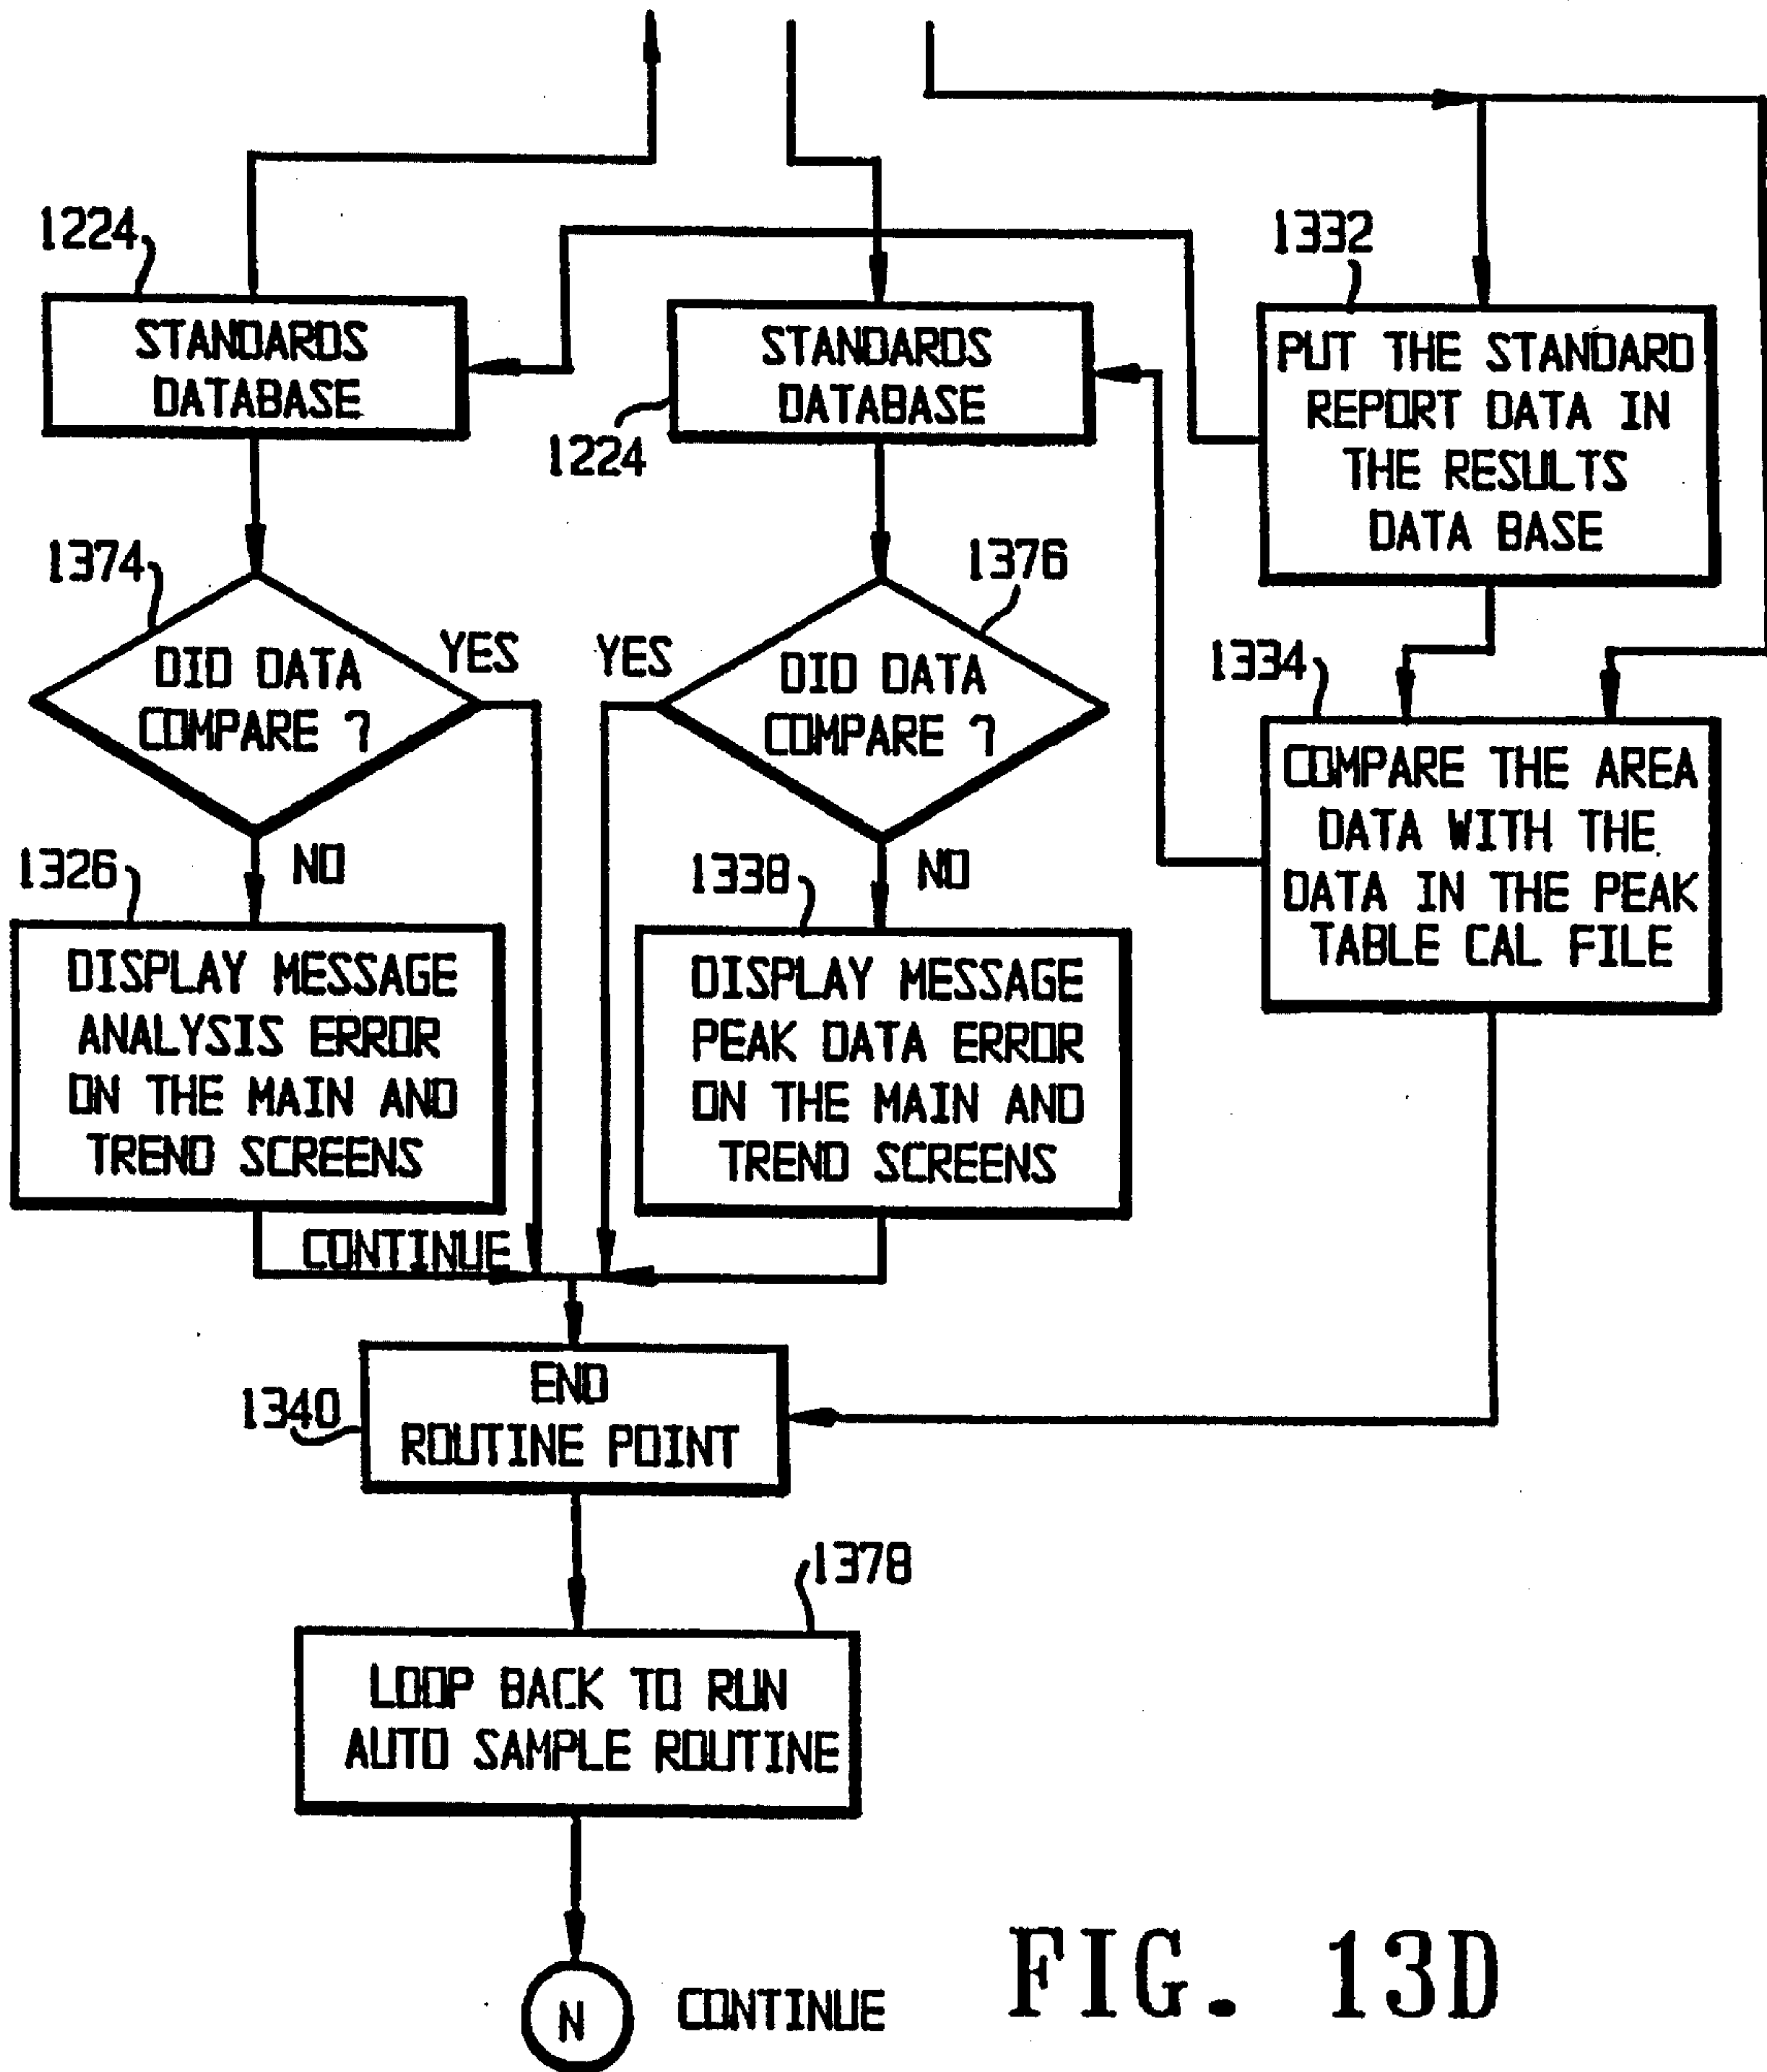 1224
STANDARDS
DATABASE
1224
STANDARDS
DATABASE
1332
PUT THE STANDARD
REPORT DATA IN
THE RESULTS
DATA BASE
1374
DID DATA
COMPARE ?
YES
NO
1376
YES
DID DATA
COMPARE ?
NO
1334
COMPARE THE AREA
DATA WITH THE
DATA IN THE PEAK
TABLE CAL FILE
1326
DISPLAY MESSAGE
ANALYSIS ERROR
ON THE MAIN AND
TREND SCREENS
1338
DISPLAY MESSAGE
PEAK DATA ERROR
ON THE MAIN AND
TREND SCREENS
CONTINUE
1340
END
ROUTINE POINT
1378
LOOP BACK TO RUN
AUTO SAMPLE ROUTINE
N
CONTINUE
FIG. 13D